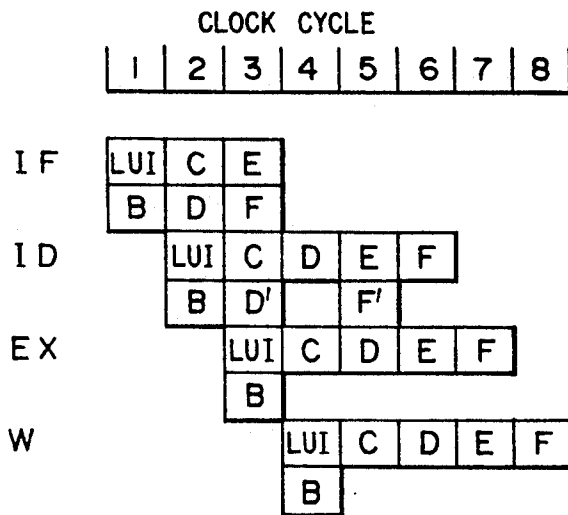 CLOCK CYCLE
1 2 3 4 5 6 7 8
IF LUI C E
B D F
ID LUI C D E F
B D' F'
EX LUI C D E F
B
W LUI C D E F
B